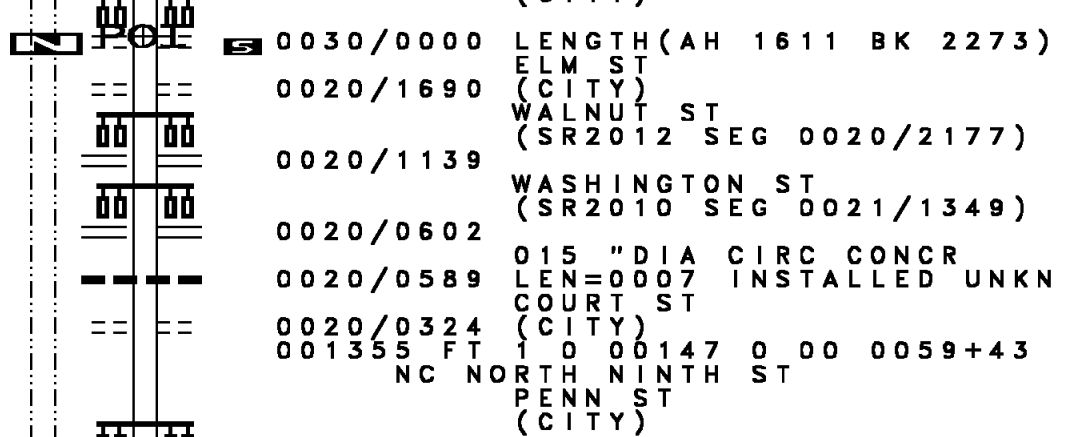 (CITY)
N POT S 0030/0000 LENGTH(AH 1611 BK 2273)
ELM ST
0020/1690 (CITY)
WALNUT ST
(SR2012 SEG 0020/2177)
0020/1139
WASHINGTON ST
(SR2010 SEG 0021/1349)
0020/0602
015 "DIA CIRC CONCR
0020/0589 LEN=0007 INSTALLED UNKN
COURT ST
0020/0324 (CITY)
001355 FT 1 0 00147 0 00 0059+43
NC NORTH NINTH ST
PENN ST
(CITY)